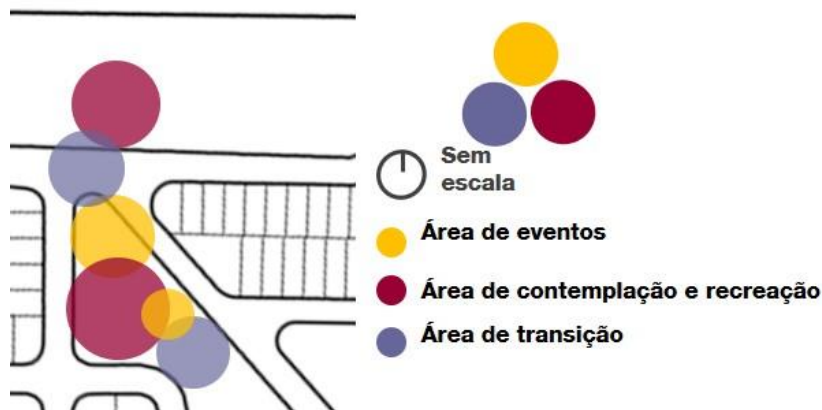 Sem
escala
Área de eventos
Área de contemplação e recreação
Área de transição